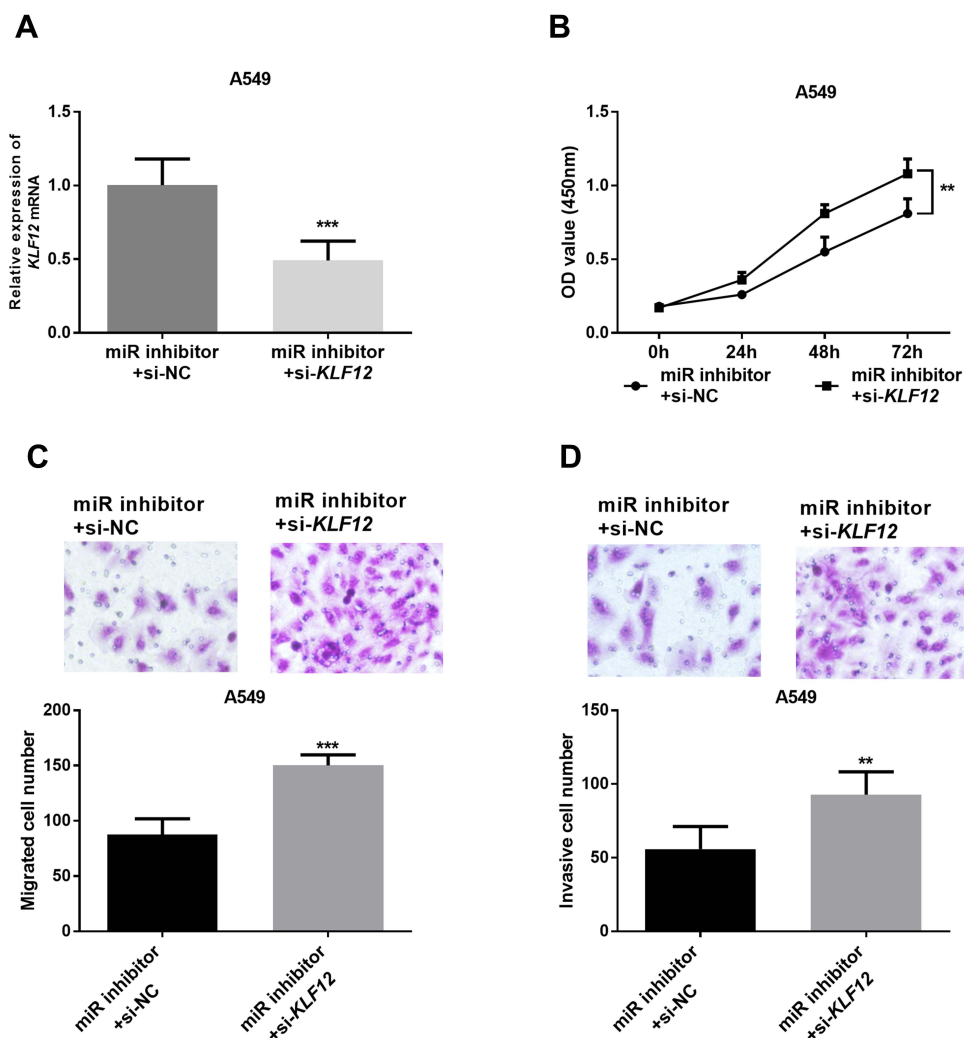 A
A549
Relative expression of
KLF12 mRNA
1.5
1.0
0.5
0.0
***
miR inhibitor
+si-NC
miR inhibitor
+si-KLF12
B
A549
OD value (450nm)
1.5
1.0
0.5
0.0
**
0h 24h 48h 72h
miR inhibitor
+si-NC
miR inhibitor
+si-KLF12
C
miR inhibitor
+si-NC
miR inhibitor
+si-KLF12
A549
Migrated cell number
200
150
100
50
0
***
miR inhibitor
+si-NC
miR inhibitor
+si-KLF12
D
miR inhibitor
+si-NC
miR inhibitor
+si-KLF12
A549
Invasive cell number
150
100
50
0
**
miR inhibitor
+si-NC
miR inhibitor
+si-KLF12